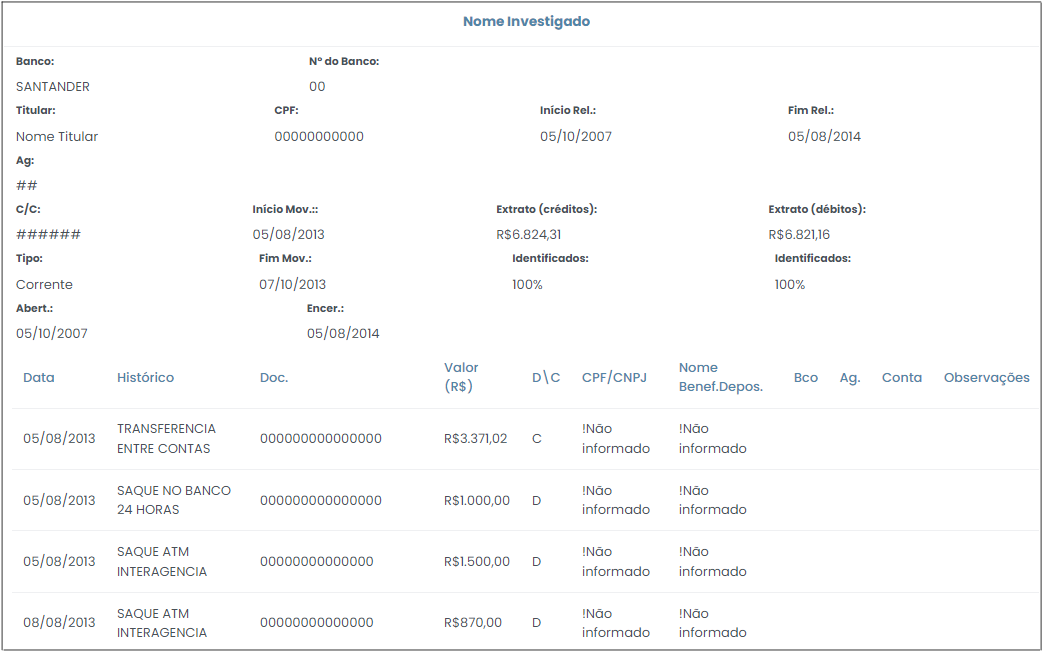 Nome Investigado
Banco: Nº do Banco:
SANTANDER 00
Titular: CPF: Início Rel.: Fim Rel.:
Nome Titular 00000000000 05/10/2007 05/08/2014
Ag:
##
C/C: Início Mov.:: Extrato (créditos): Extrato (débitos):
###### 05/08/2013 R$6.824,31 R$6.821,16
Tipo: Fim Mov.: Identificados: Identificados:
Corrente 07/10/2013 100% 100%
Abert.: Encer.:
05/10/2007 05/08/2014
Data Histórico Doc. Valor (R$) D\C CPF/CNPJ Nome Benef.Depos. Bco Ag. Conta Observações
05/08/2013 TRANSFERENCIA ENTRE CONTAS 000000000000000 R$3.371,02 C !Não informado !Não informado
05/08/2013 SAQUE NO BANCO 24 HORAS 000000000000000 R$1.000,00 D !Não informado !Não informado
05/08/2013 SAQUE ATM INTERAGENCIA 00000000000000 R$1.500,00 D !Não informado !Não informado
08/08/2013 SAQUE ATM INTERAGENCIA 00000000000000 R$870,00 D !Não informado !Não informado